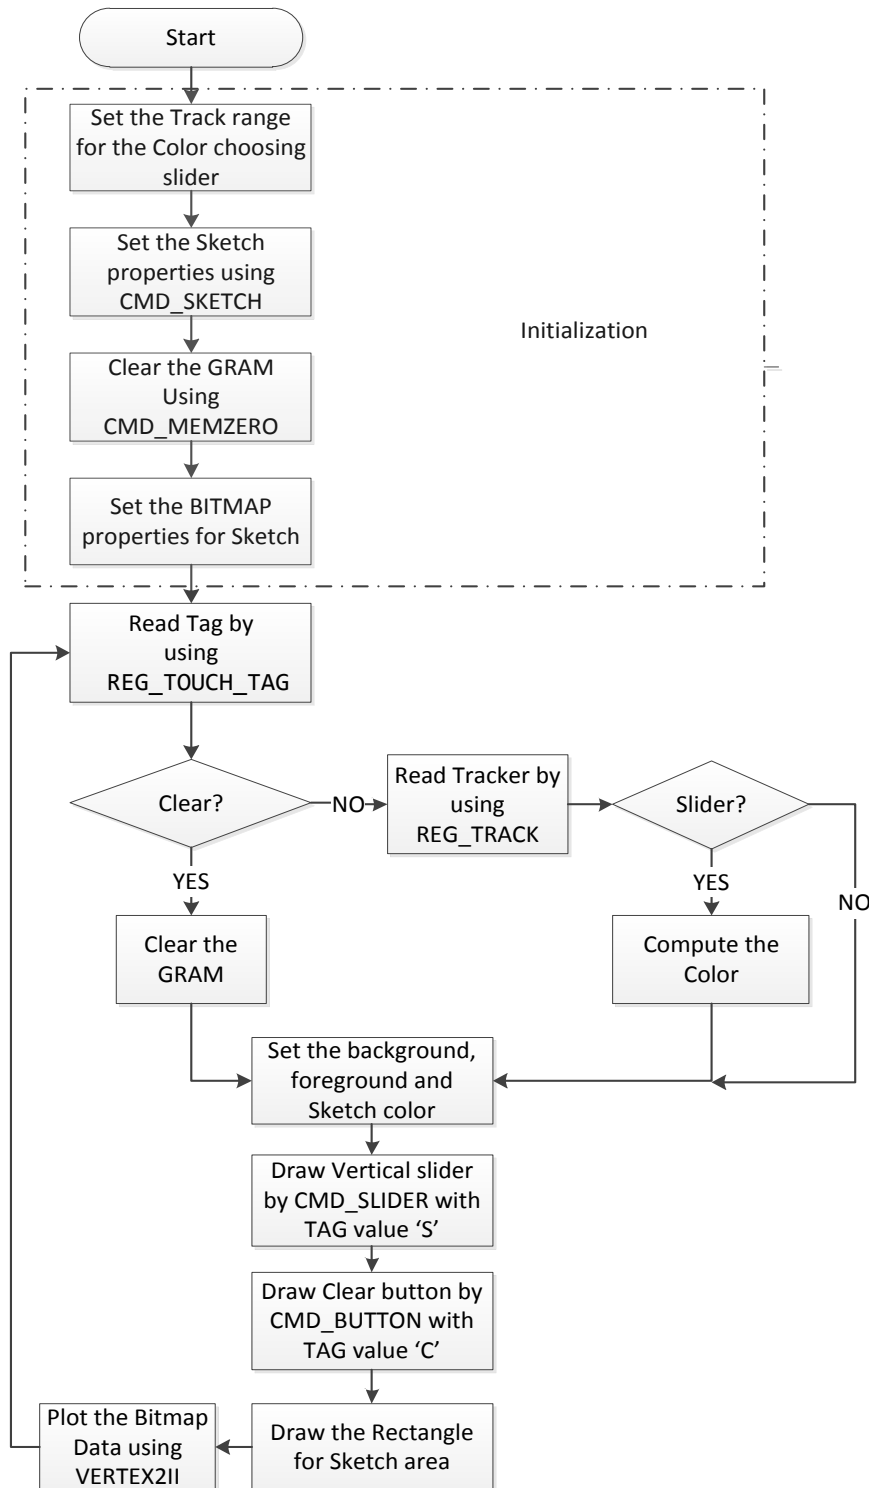 Start
Set the Track range
for the Color choosing
slider
Set the Sketch
properties using
CMD_SKETCH
Clear the GRAM
Using
CMD_MEMZERO
Set the BITMAP
properties for Sketch
Initialization
Read Tag by
using
REG_TOUCH_TAG
Clear?
NO
Read Tracker by
using
REG_TRACK
Slider?
YES
YES
NO
Clear the
GRAM
Compute the
Color
Set the background,
foreground and
Sketch color
Draw Vertical slider
by CMD_SLIDER with
TAG value ‘S’
Draw Clear button by
CMD_BUTTON with
TAG value ‘C’
Draw the Rectangle
for Sketch area
Plot the Bitmap
Data using
VERTEX2II